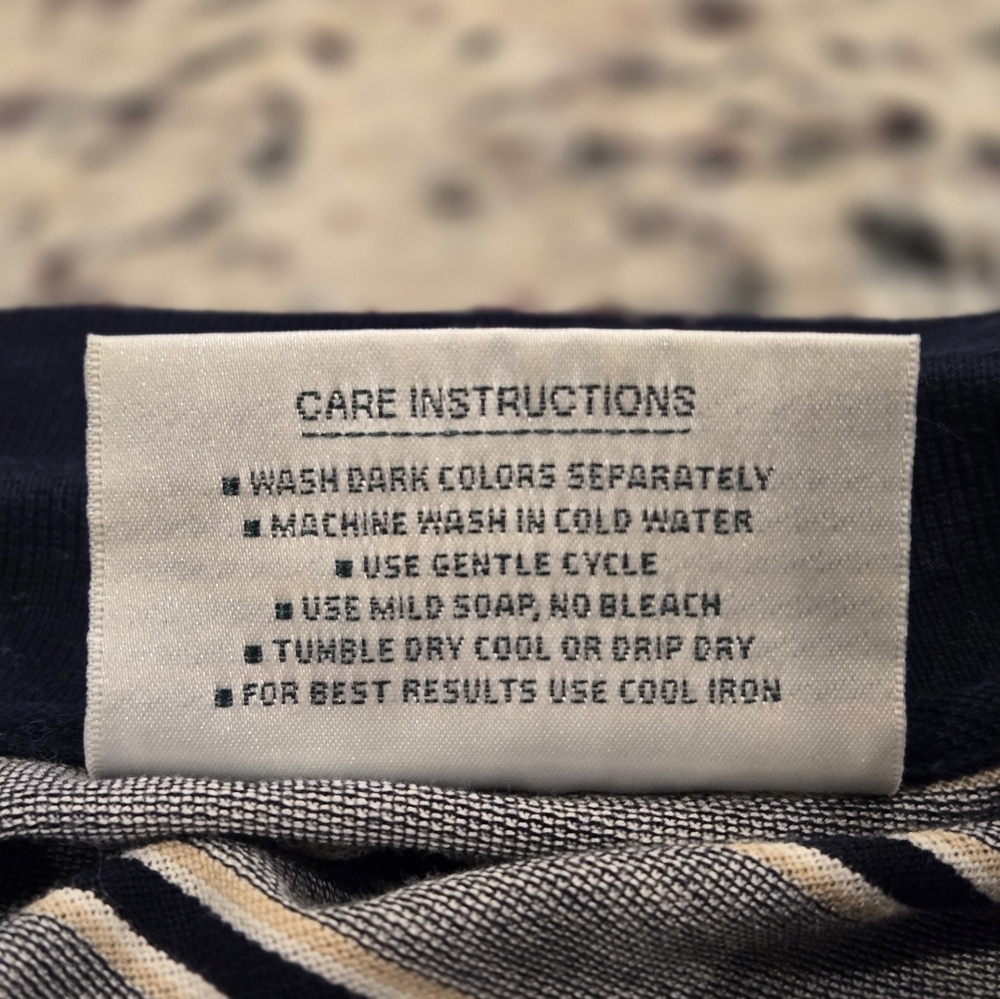 CARE INSTRUCTIONS
▪ WASH DARK COLORS SEPARATELY
▪ MACHINE WASH IN COLD WATER
▪ USE GENTLE CYCLE
▪ USE MILD SOAP, NO BLEACH
▪ TUMBLE DRY COOL OR DRIP DRY
▪ FOR BEST RESULTS USE COOL IRON